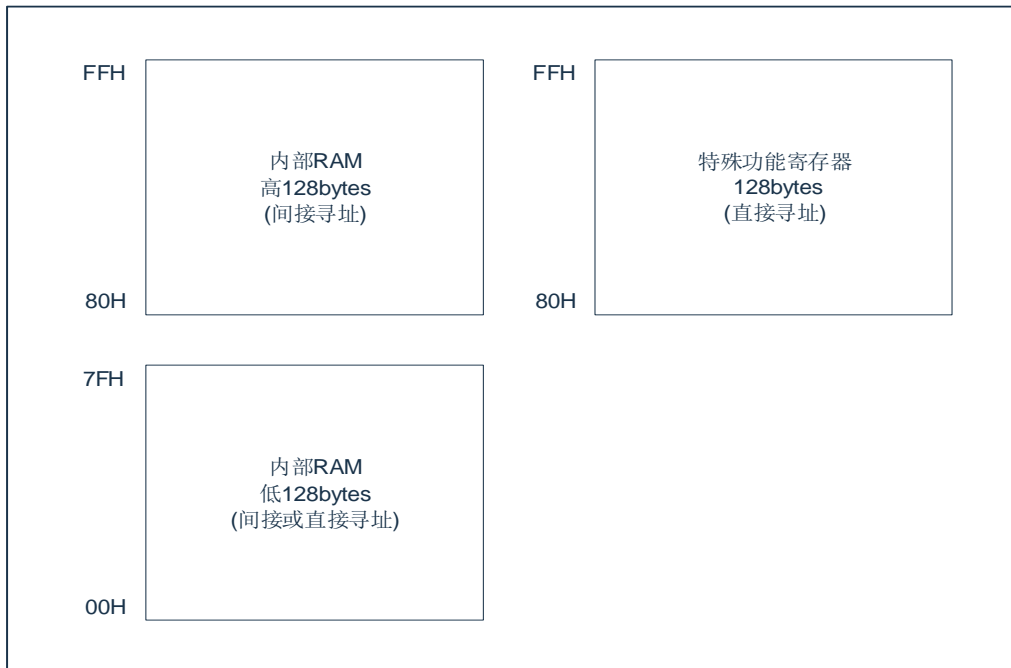 FFH
内部RAM
高128bytes
(间接寻址)
80H
FFH
特殊功能寄存器
128bytes
(直接寻址)
80H
7FH
内部RAM
低128bytes
(间接或直接寻址)
00H